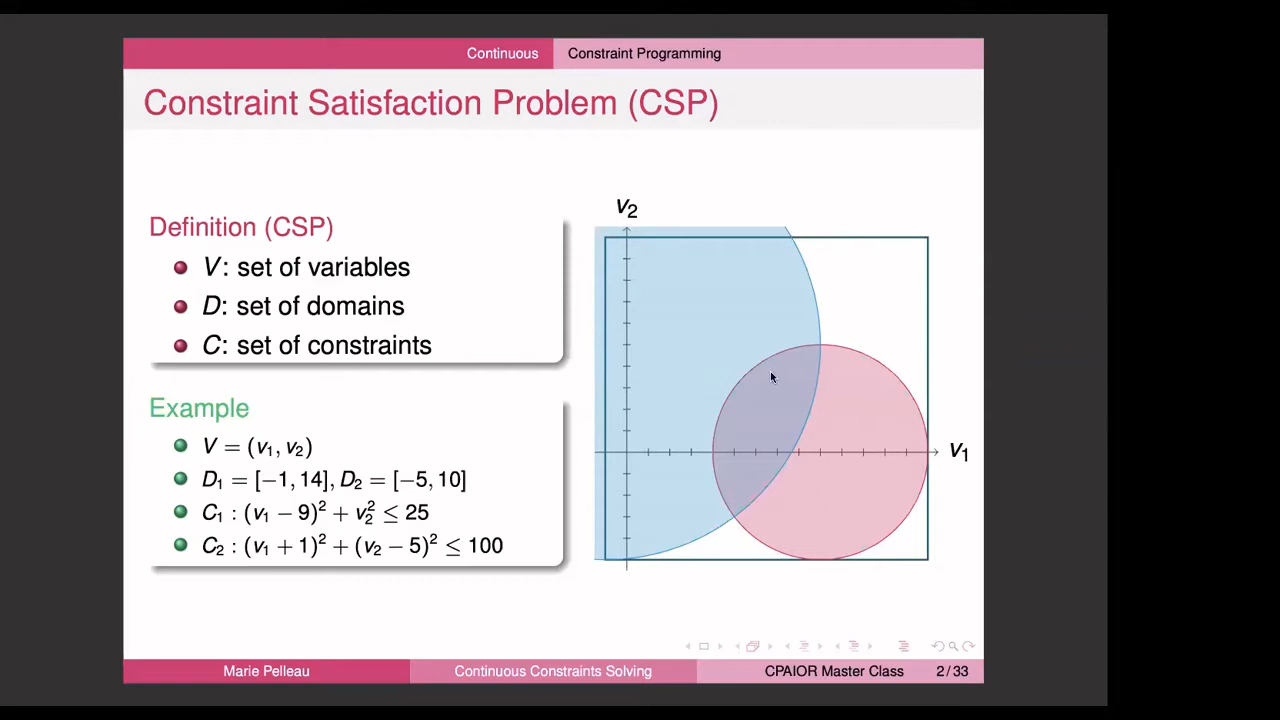 Continuous Constraint Programming
Constraint Satisfaction Problem (CSP)
Definition (CSP)
V: set of variables
D: set of domains
C: set of constraints
Example
V = (v₁, v₂)
D₁ = [−1, 14], D₂ = [−5, 10]
C₁ : (v₁ − 9)² + v₂² ≤ 25
C₂ : (v₁ + 1)² + (v₂ − 5)² ≤ 100
v₂
v₁
Marie Pelleau Continuous Constraints Solving CPAIOR Master Class 2 / 33